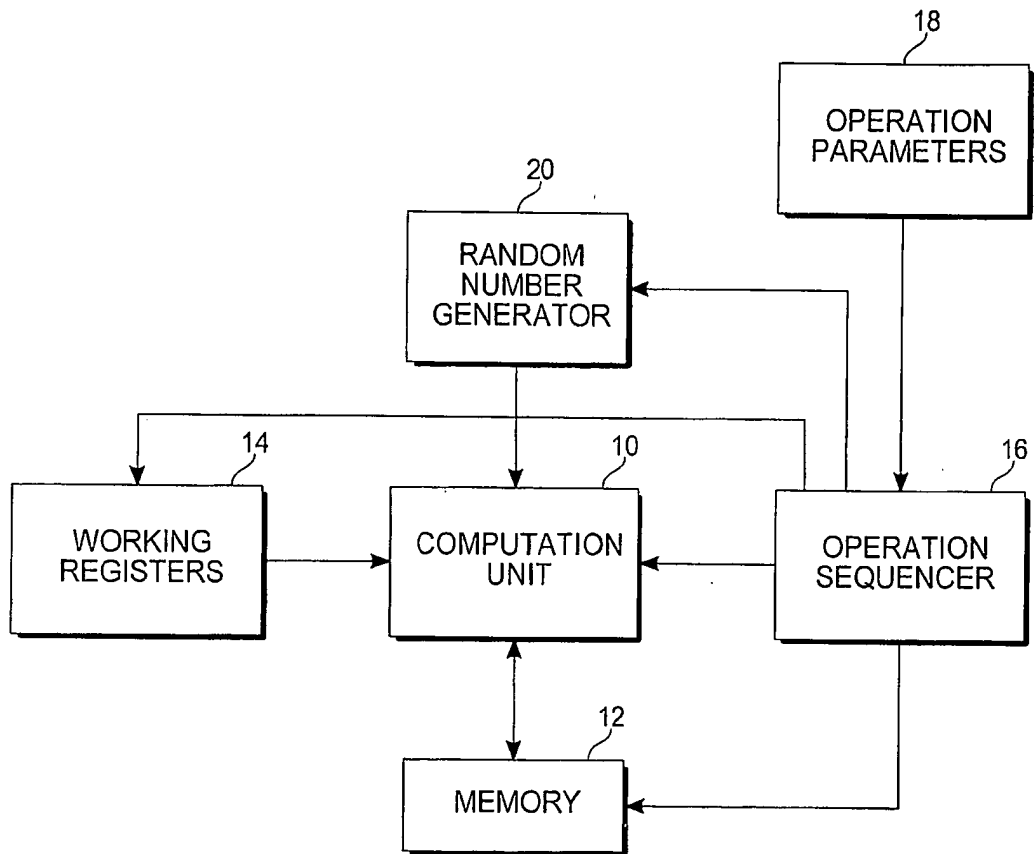 18
OPERATION
PARAMETERS
20
RANDOM
NUMBER
GENERATOR
14
WORKING
REGISTERS
10
COMPUTATION
UNIT
16
OPERATION
SEQUENCER
12
MEMORY